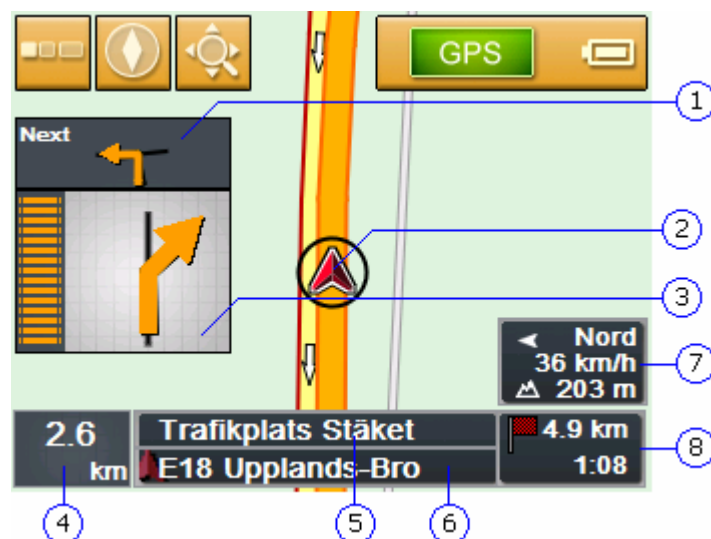 GPS
1
Next
2
3
Nord
36 km/h
203 m
7
2.6
km
Trafikplats Stäket
E18 Upplands-Bro
4.9 km
1:08
8
4
5
6